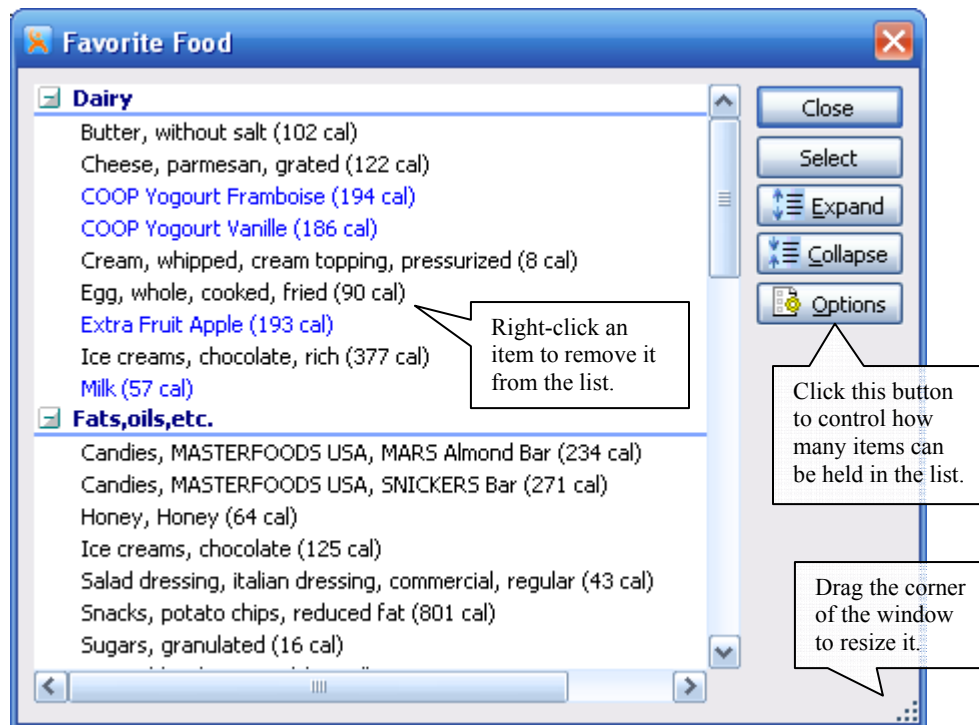 Favorite Food
Dairy
Butter, without salt (102 cal)
Cheese, parmesan, grated (122 cal)
COOP Yogourt Framboise (194 cal)
COOP Yogourt Vanille (186 cal)
Cream, whipped, cream topping, pressurized (8 cal)
Egg, whole, cooked, fried (90 cal)
Extra Fruit Apple (193 cal)
Ice creams, chocolate, rich (377 cal)
Milk (57 cal)
Fats,oils,etc.
Candies, MASTERFOODS USA, MARS Almond Bar (234 cal)
Candies, MASTERFOODS USA, SNICKERS Bar (271 cal)
Honey, Honey (64 cal)
Ice creams, chocolate (125 cal)
Salad dressing, italian dressing, commercial, regular (43 cal)
Snacks, potato chips, reduced fat (801 cal)
Sugars, granulated (16 cal)
Close
Select
Expand
Collapse
Options
Right-click an
item to remove it
from the list.
Click this button
to control how
many items can
be held in the list.
Drag the corner
of the window
to resize it.